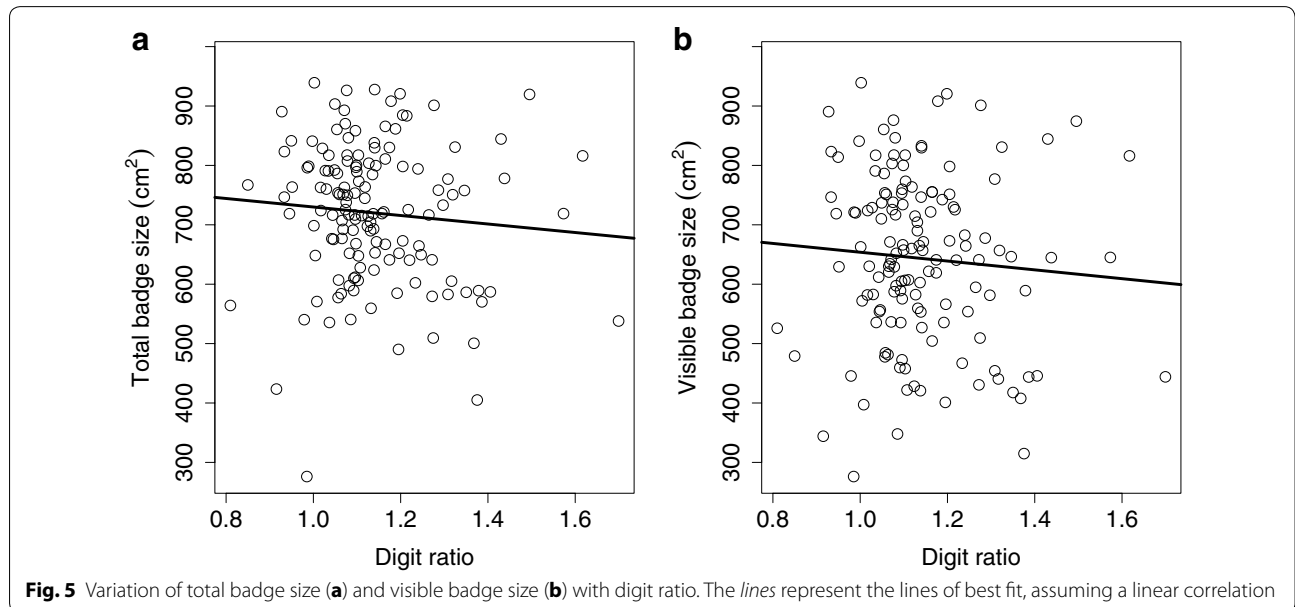 a
Total badge size (cm²)
300 400 500 600 700 800 900
0.8 1.0 1.2 1.4 1.6
Digit ratio
b
Visible badge size (cm²)
300 400 500 600 700 800 900
0.8 1.0 1.2 1.4 1.6
Digit ratio
Fig. 5 Variation of total badge size (a) and visible badge size (b) with digit ratio. The lines represent the lines of best fit, assuming a linear correlation